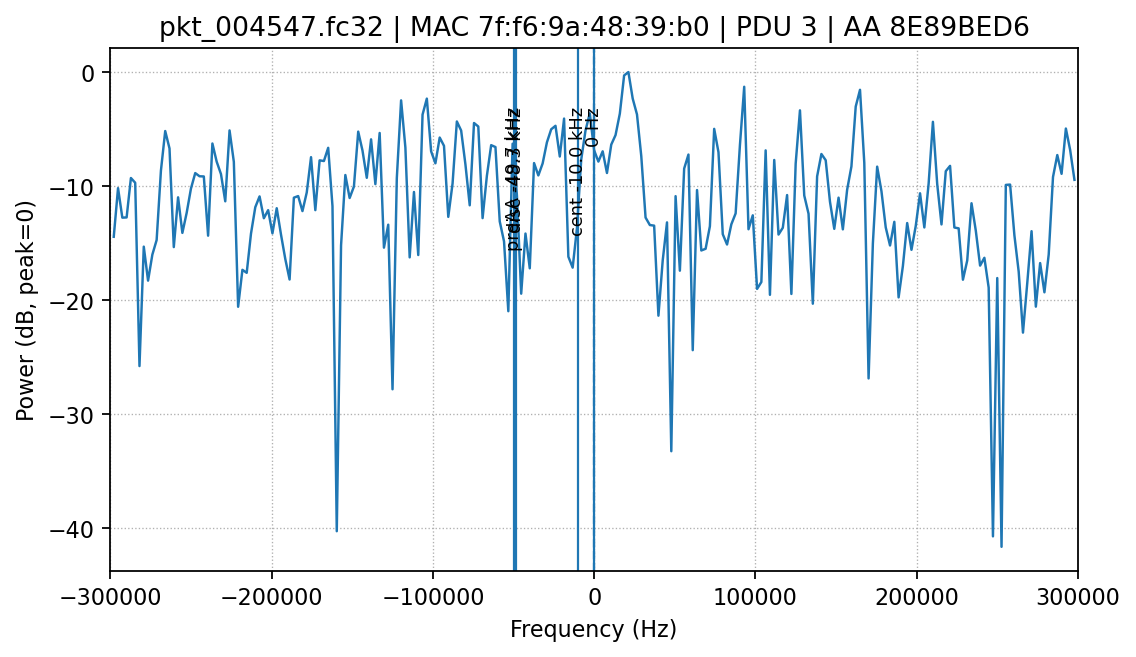 pkt_004547.fc32 | MAC 7f:f6:9a:48:39:b0 | PDU 3 | AA 8E89BED6
Power (dB, peak=0)
0
−10
−20
−30
−40
cent -10.0 kHz
0 Hz
−300000
−200000
−100000
0
100000
200000
300000
Frequency (Hz)